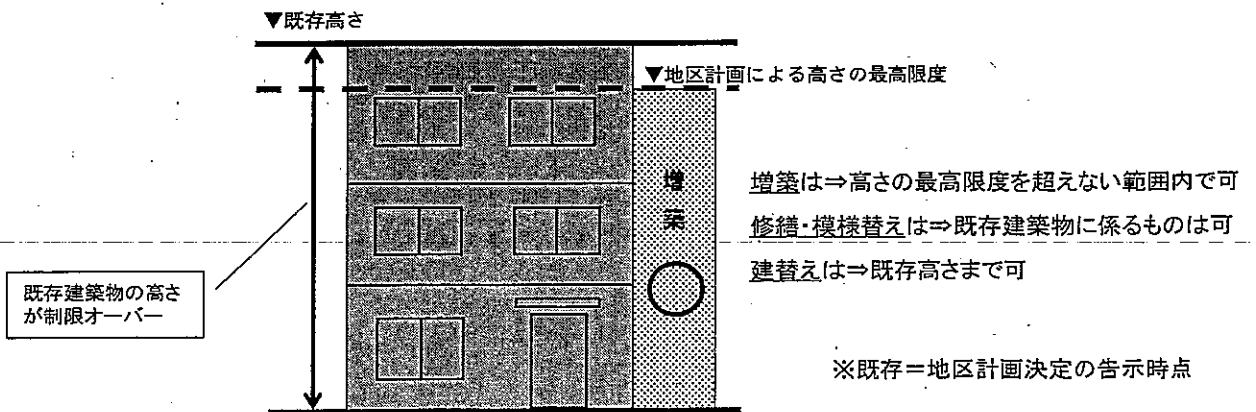 ▼既存高さ
▼地区計画による高さの最高限度
増
築
増築は⇒高さの最高限度を超えない範囲内で可
修繕・模様替えは⇒既存建築物に係るものは可
建替えは⇒既存高さまで可
既存建築物の高さ
が制限オーバー
※既存＝地区計画決定の告示時点